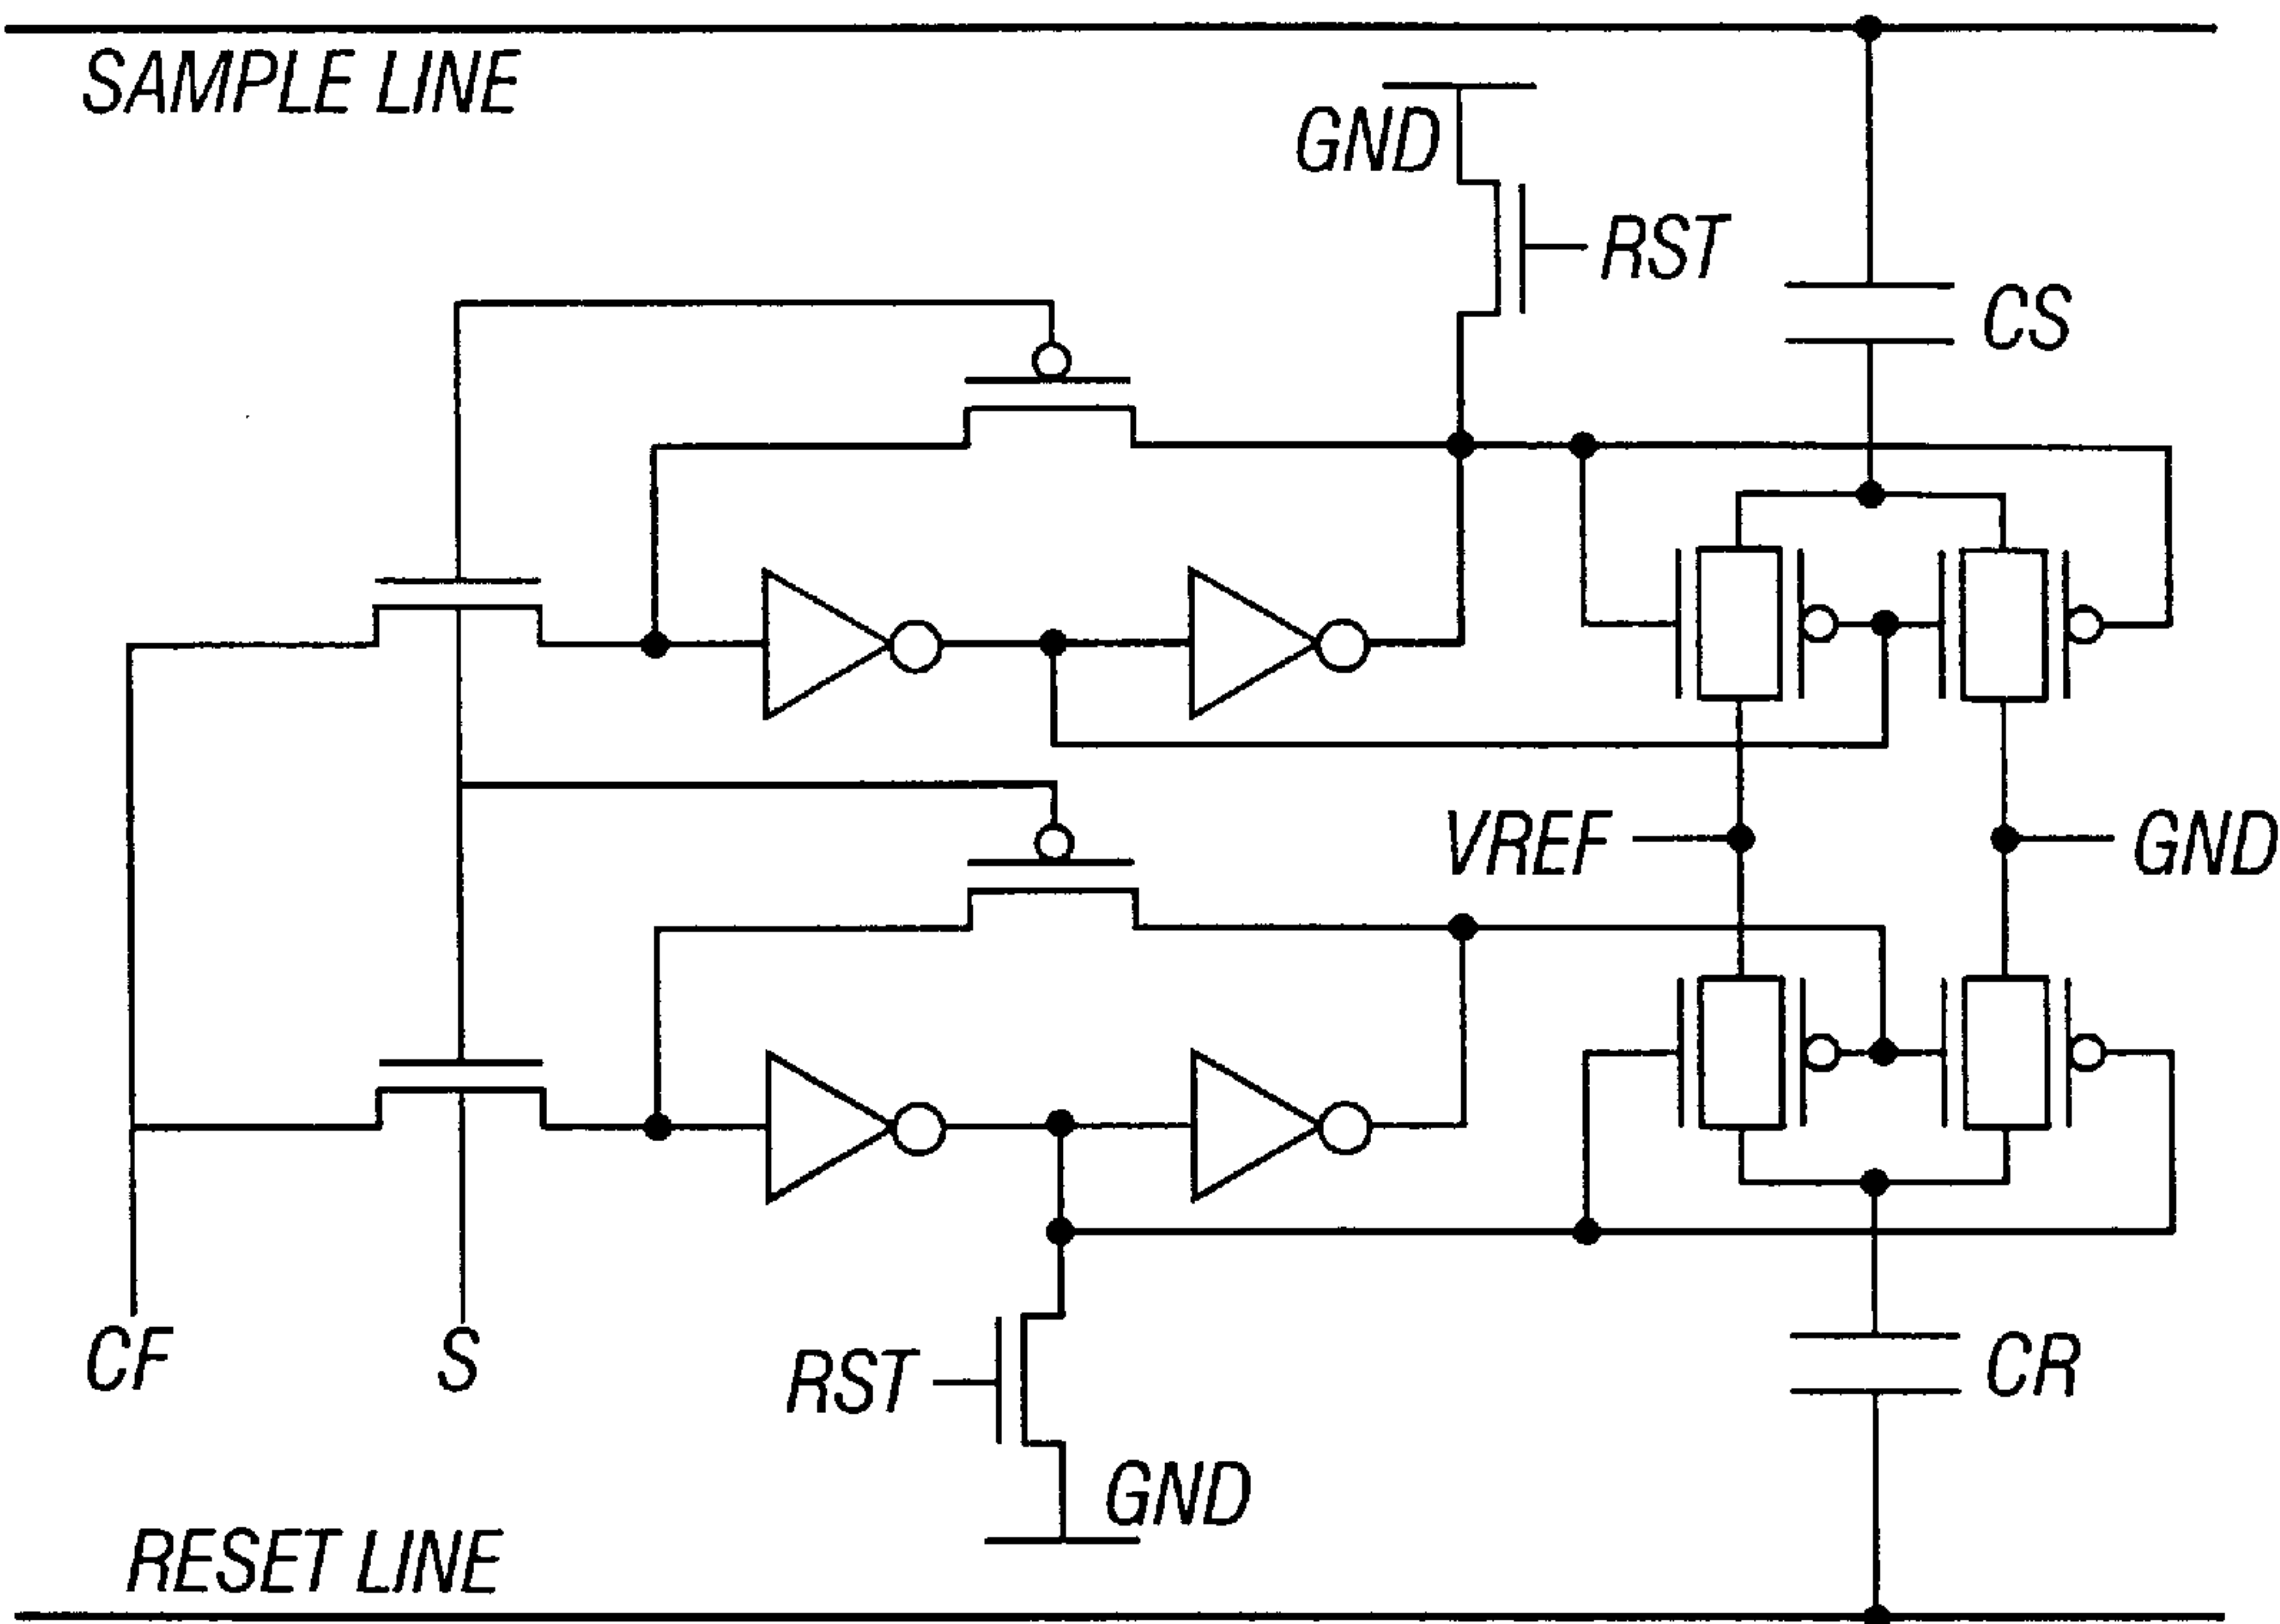 SAMPLE LINE
GND
RST
CS
VREF
GND
CF
S
RST
CR
GND
RESET LINE